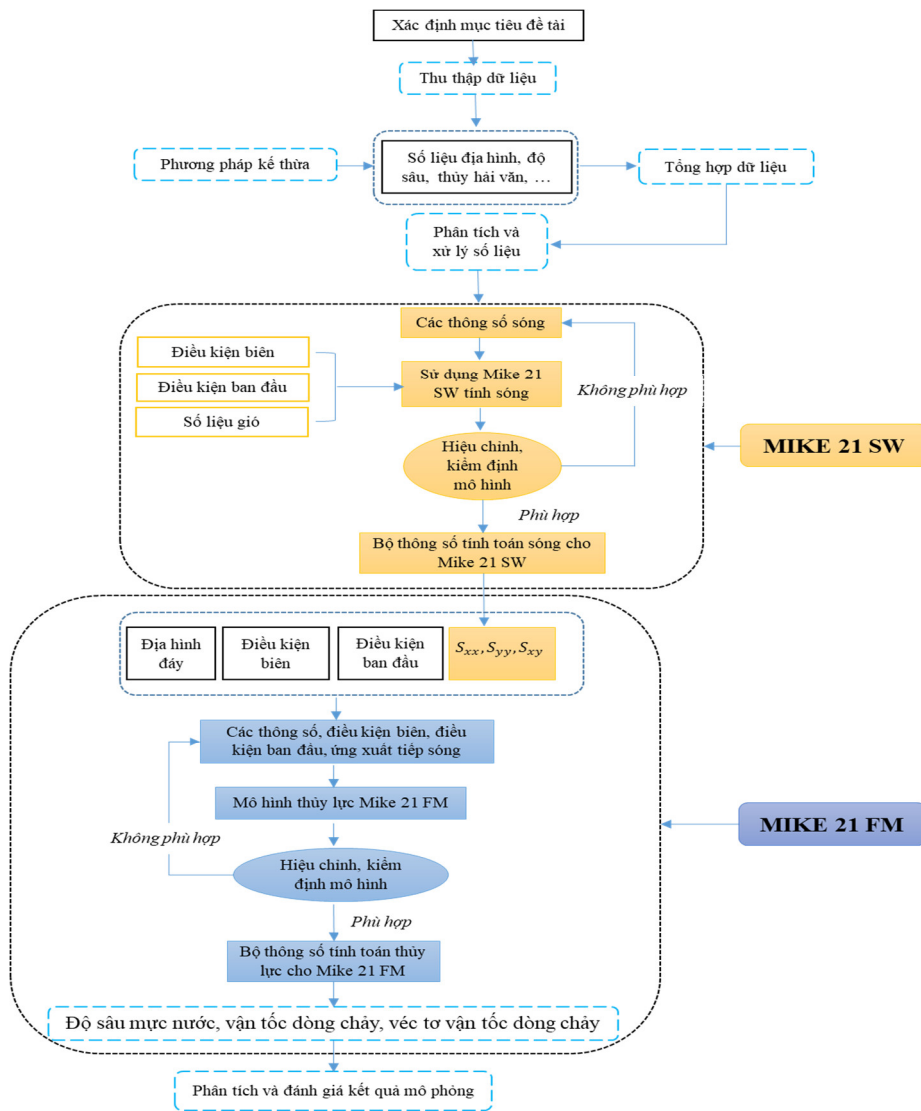 Xác định mục tiêu đề tài
Thu thập dữ liệu
Phương pháp kế thừa
Số liệu địa hình, độ
sâu, thủy hải văn, …
Tổng hợp dữ liệu
Phân tích và
xử lý số liệu
Các thông số sóng
Điều kiện biên
Điều kiện ban đầu
Số liệu gió
Sử dụng Mike 21
SW tính sóng
Không phù hợp
Hiệu chỉnh,
kiểm định
mô hình
MIKE 21 SW
Phù hợp
Bộ thông số tính toán sóng cho
Mike 21 SW
Địa hình
đáy
Điều kiện
biên
Điều kiện
ban đầu
Sxx, Syy, Sxy
Các thông số, điều kiện biên, điều
kiện ban đầu, ứng xuất tiếp sóng
Mô hình thủy lực Mike 21 FM
MIKE 21 FM
Không phù hợp
Hiệu chỉnh, kiểm
định mô hình
Phù hợp
Bộ thông số tính toán thủy
lực cho Mike 21 FM
Độ sâu mực nước, vận tốc dòng chảy, véc tơ vận tốc dòng chảy
Phân tích và đánh giá kết quả mô phỏng